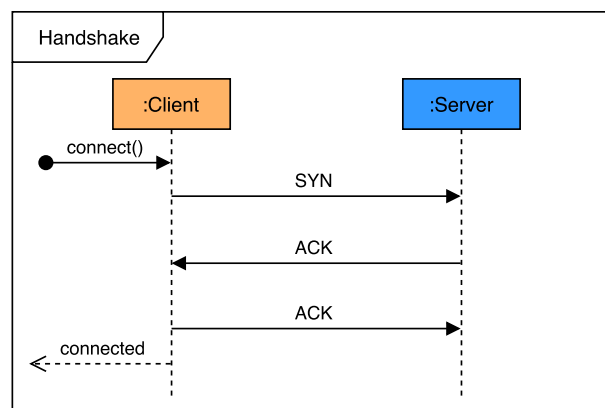 Handshake
:Client
:Server
connect()
SYN
ACK
ACK
connected